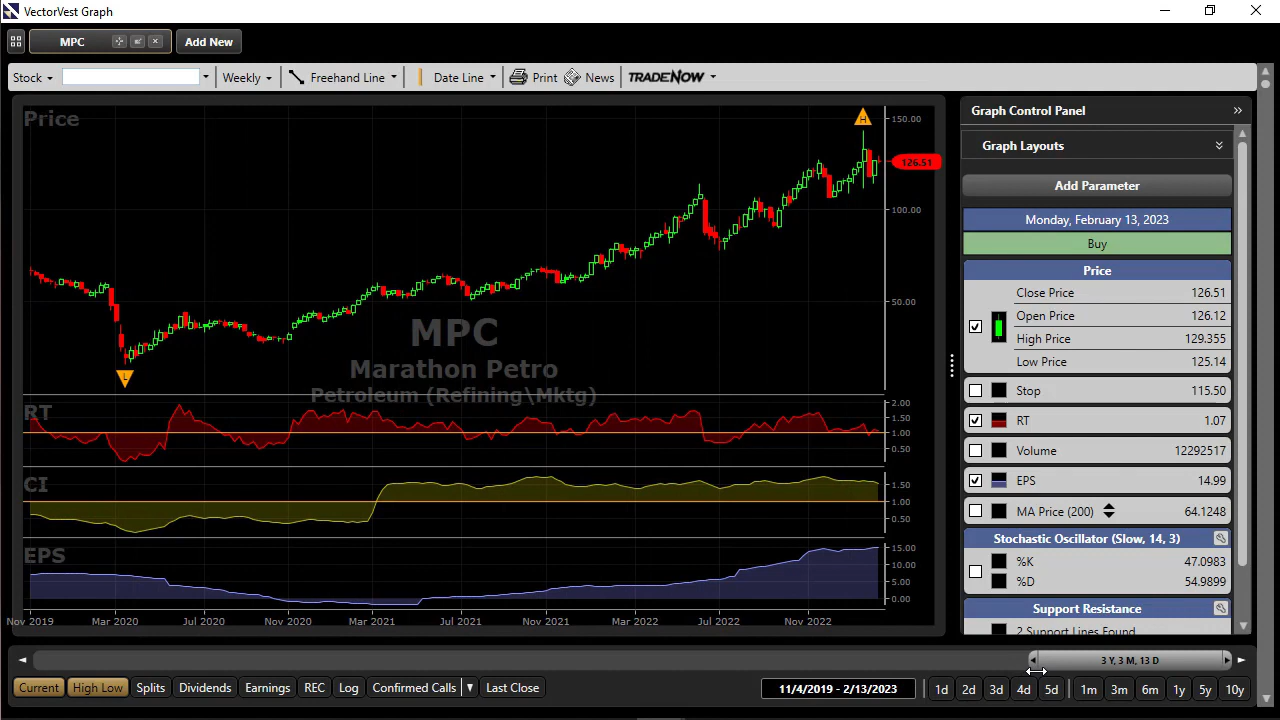 VectorVest Graph
MPC
Add New
Stock
Weekly
Freehand Line
Date Line
Print
News
TRADENOW
Price
H
150.00
126.51
100.00
50.00
L
MPC
Marathon Petro
Petroleum (Refining\Mktg)
RT
2.00
1.50
1.00
0.50
CI
1.50
1.00
0.50
EPS
15.00
10.00
5.00
0.00
Nov 2019 Mar 2020 Jul 2020 Nov 2020 Mar 2021 Jul 2021 Nov 2021 Mar 2022 Jul 2022 Nov 2022
Graph Control Panel
Graph Layouts
Add Parameter
Monday, February 13, 2023
Buy
Price
Close Price 126.51
Open Price 126.12
High Price 129.355
Low Price 125.14
Stop 115.50
RT 1.07
Volume 12292517
EPS 14.99
MA Price (200) 64.1248
Stochastic Oscillator (Slow, 14, 3)
%K 47.0983
%D 54.9899
Support Resistance
2 Support Lines Found
3 Y, 3 M, 13 D
Current High Low Splits Dividends Earnings REC Log Confirmed Calls Last Close 11/4/2019 - 2/13/2023 1d 2d 3d 4d 5d 1m 3m 6m 1y 5y 10y